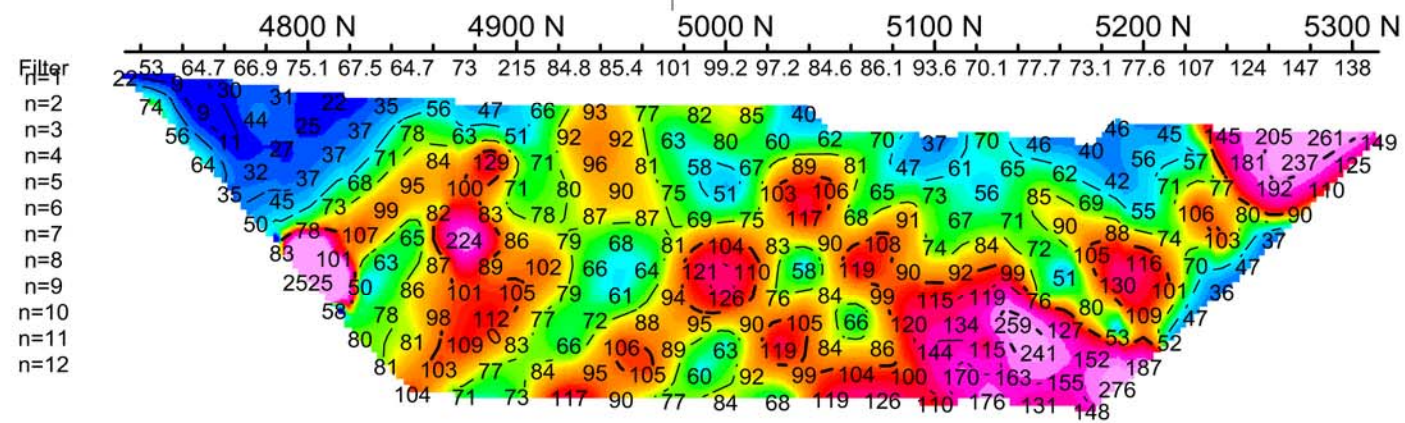 4800 N 4900 N 5000 N 5100 N 5200 N 5300 N
Filter 53 64.7 66.9 75.1 67.5 64.7 73 215 84.8 85.4 101 99.2 97.2 84.6 86.1 93.6 70.1 77.7 73.1 77.6 107 124 147 138
n=1 22 9 30 31 22 35 56 47 66 93 77 82 85 40
n=2 74 9 44 25 37 78 63 51 92 92 63 80 60 62 70 37 70 46 40 46 45 145 205 261 149
n=3 56 11 27 37 71 84 129 71 96 81 58 67 89 81 47 61 65 62 56 57 181 237 125
n=4 64 32 37 68 95 100 71 80 90 75 51 103 106 65 73 56 85 42 71 77 192 110
n=5 35 45 73 99 82 83 78 87 87 69 75 117 68 91 67 71 90 69 55 106 80 90
n=6 50 78 107 65 224 86 79 68 81 104 83 90 108 74 84 72 88 74 103 37
n=7 83 101 63 87 89 102 66 64 121 110 58 119 90 92 99 51 105 116 70 47
n=8 2525 50 86 101 105 79 61 94 126 76 84 99 115 119 76 80 130 101 36
n=9 58 78 98 112 77 72 88 95 90 105 66 120 134 259 127 53 109 47
n=10 80 81 109 83 66 106 89 63 119 84 86 144 115 241 152 187 52
n=11 81 103 77 84 95 105 60 92 99 104 100 170 163 155 276
n=12 104 71 73 117 90 77 84 68 119 126 110 176 131 148